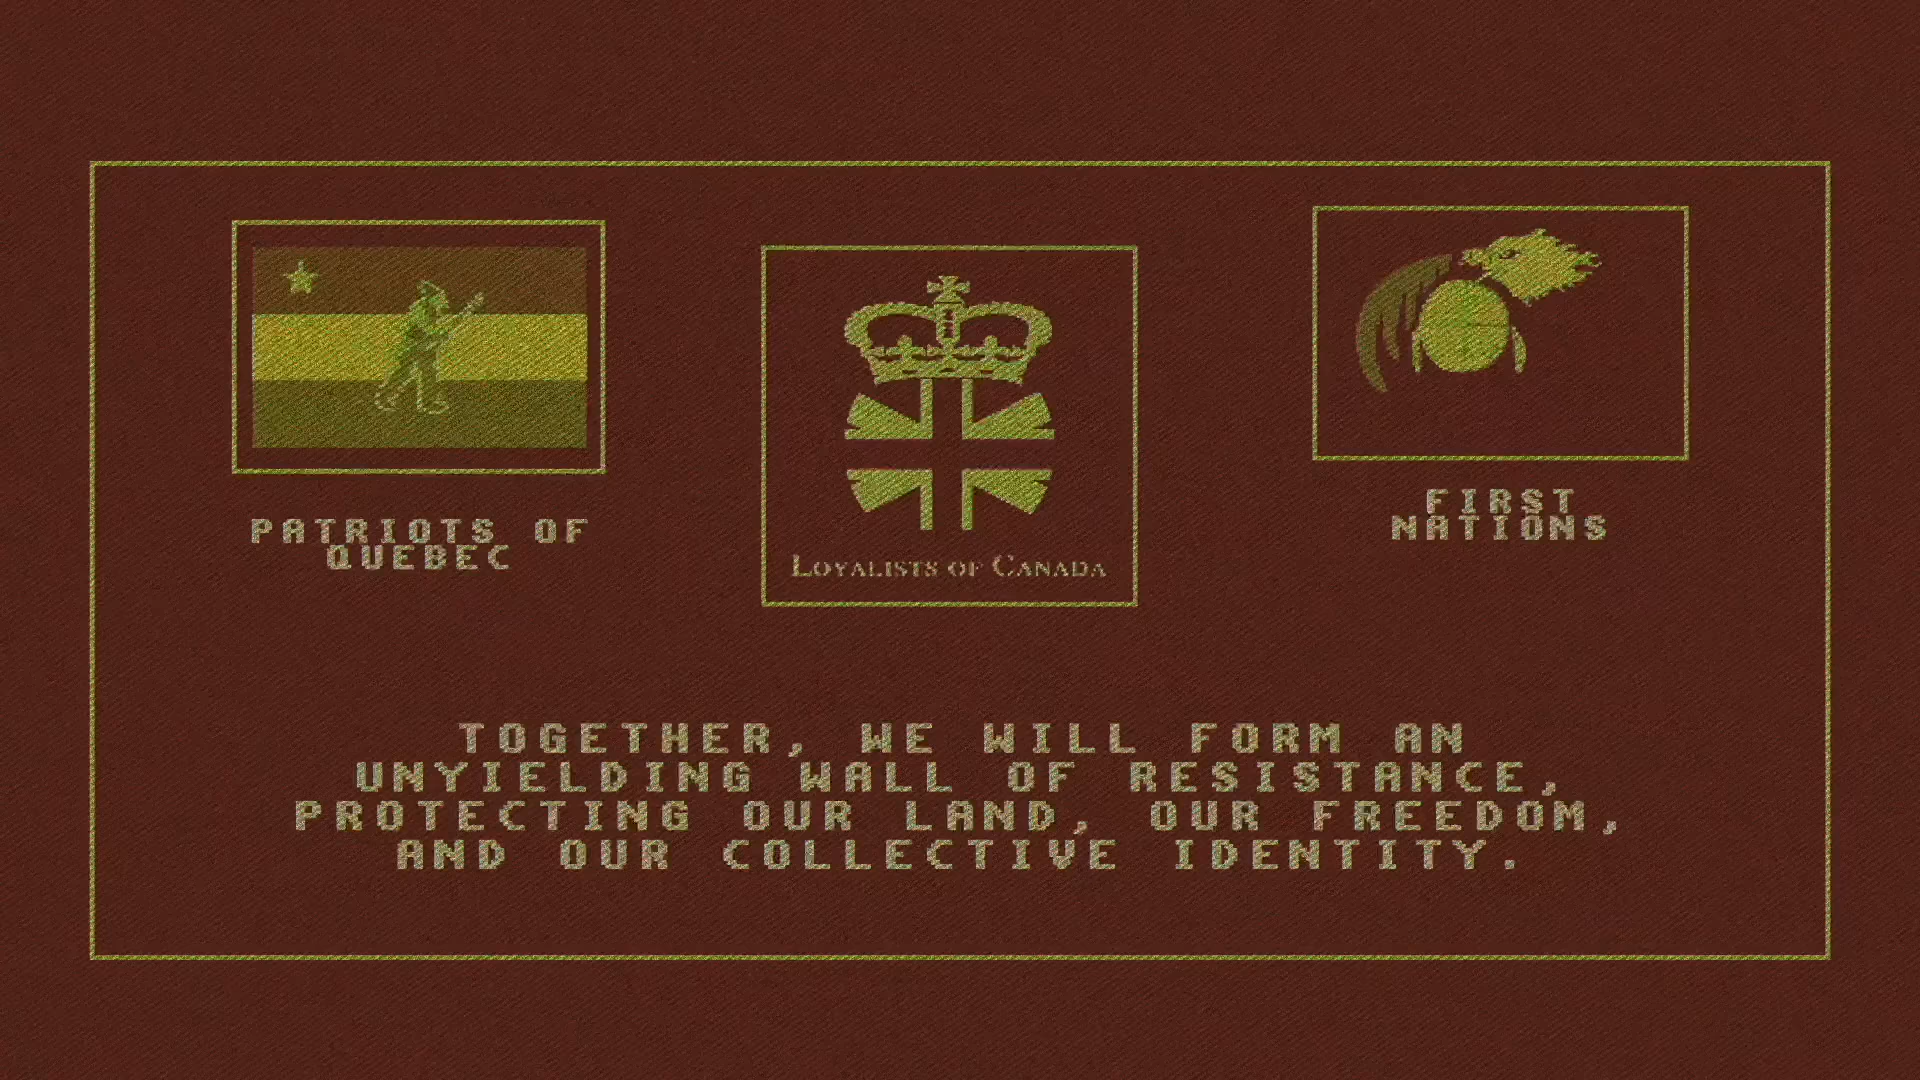 PATRIOTS OF
QUEBEC
LOYALISTS OF CANADA
FIRST
NATIONS
TOGETHER, WE WILL FORM AN
UNYIELDING WALL OF RESISTANCE,
PROTECTING OUR LAND, OUR FREEDOM,
AND OUR COLLECTIVE IDENTITY.